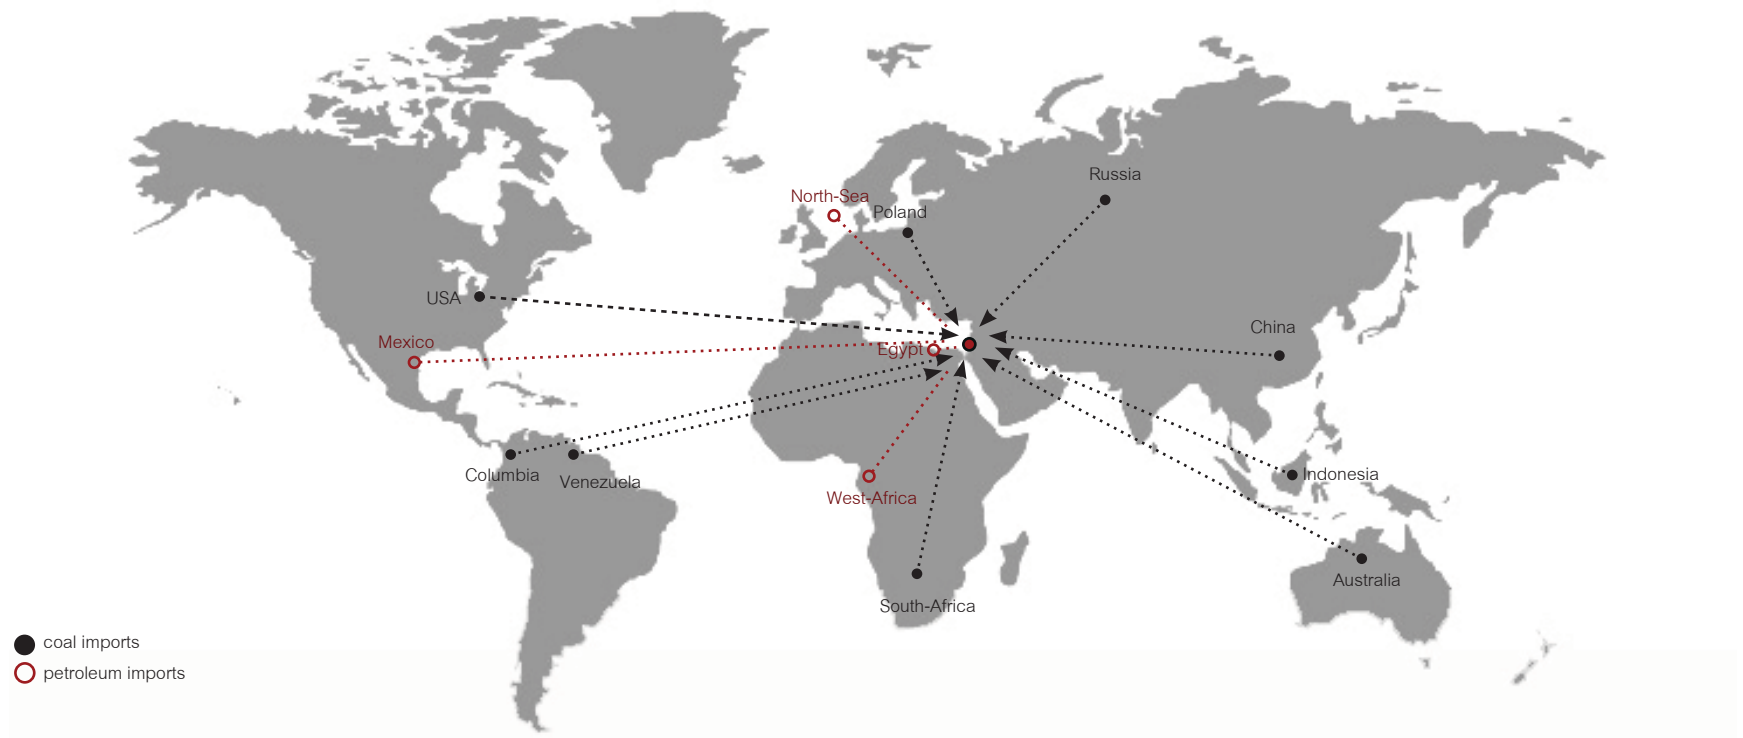 Russia
North-Sea
Poland
USA
China
Mexico
Egypt
Columbia
Venezuela
Indonesia
West-Africa
Australia
South-Africa
coal imports
petroleum imports